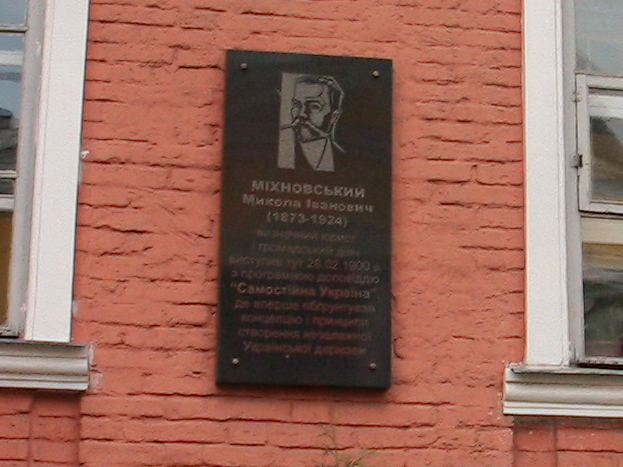 МІХНОВСЬКИЙ
Микола Іванович
(1873-1924)
визначний юрист
і громадський діяч
виступив тут 26.02.1900 р.
з програмною доповіддю
"Самостійна Україна"
де вперше обґрунтував
концепцію і принципи
створення незалежної
Української держави